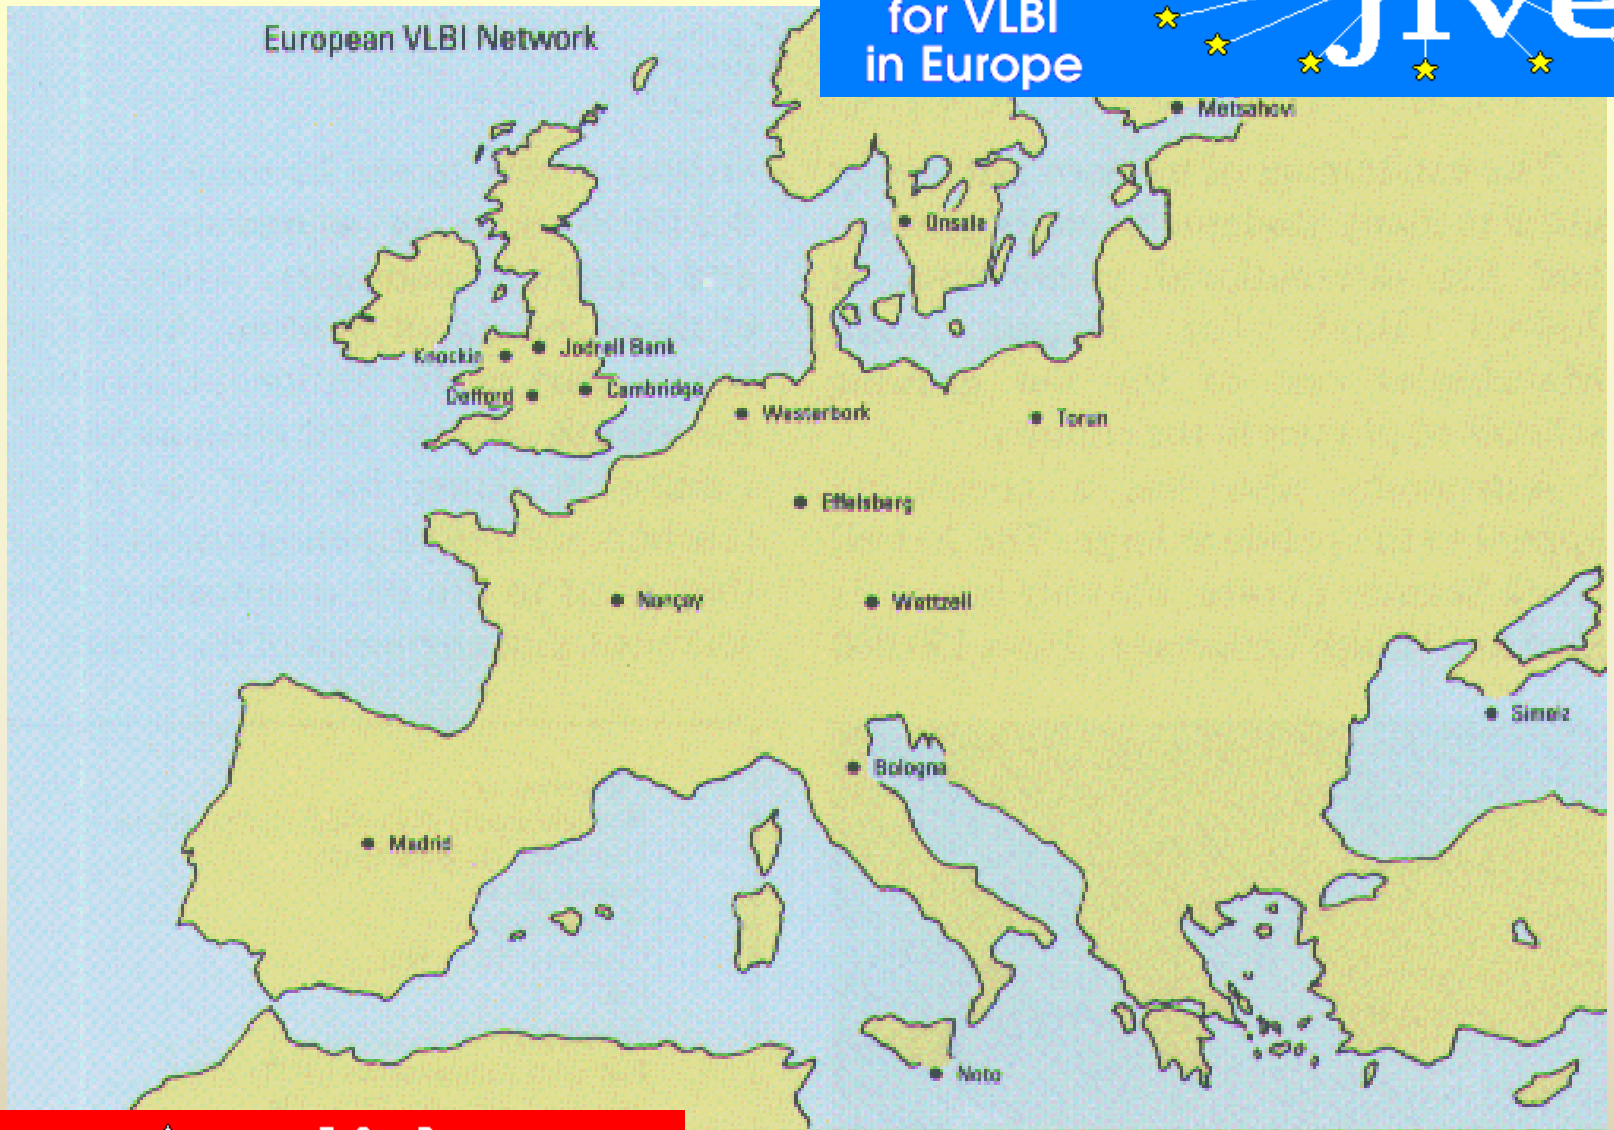 European VLBI Network
for VLBI
in Europe
jive
Metsahovi
Onsala
Knockin
Jodrell Bank
Defford
Cambridge
Westerbork
Torun
Effelsberg
Nançay
Wettzell
Simeiz
Bologna
Madrid
Noto